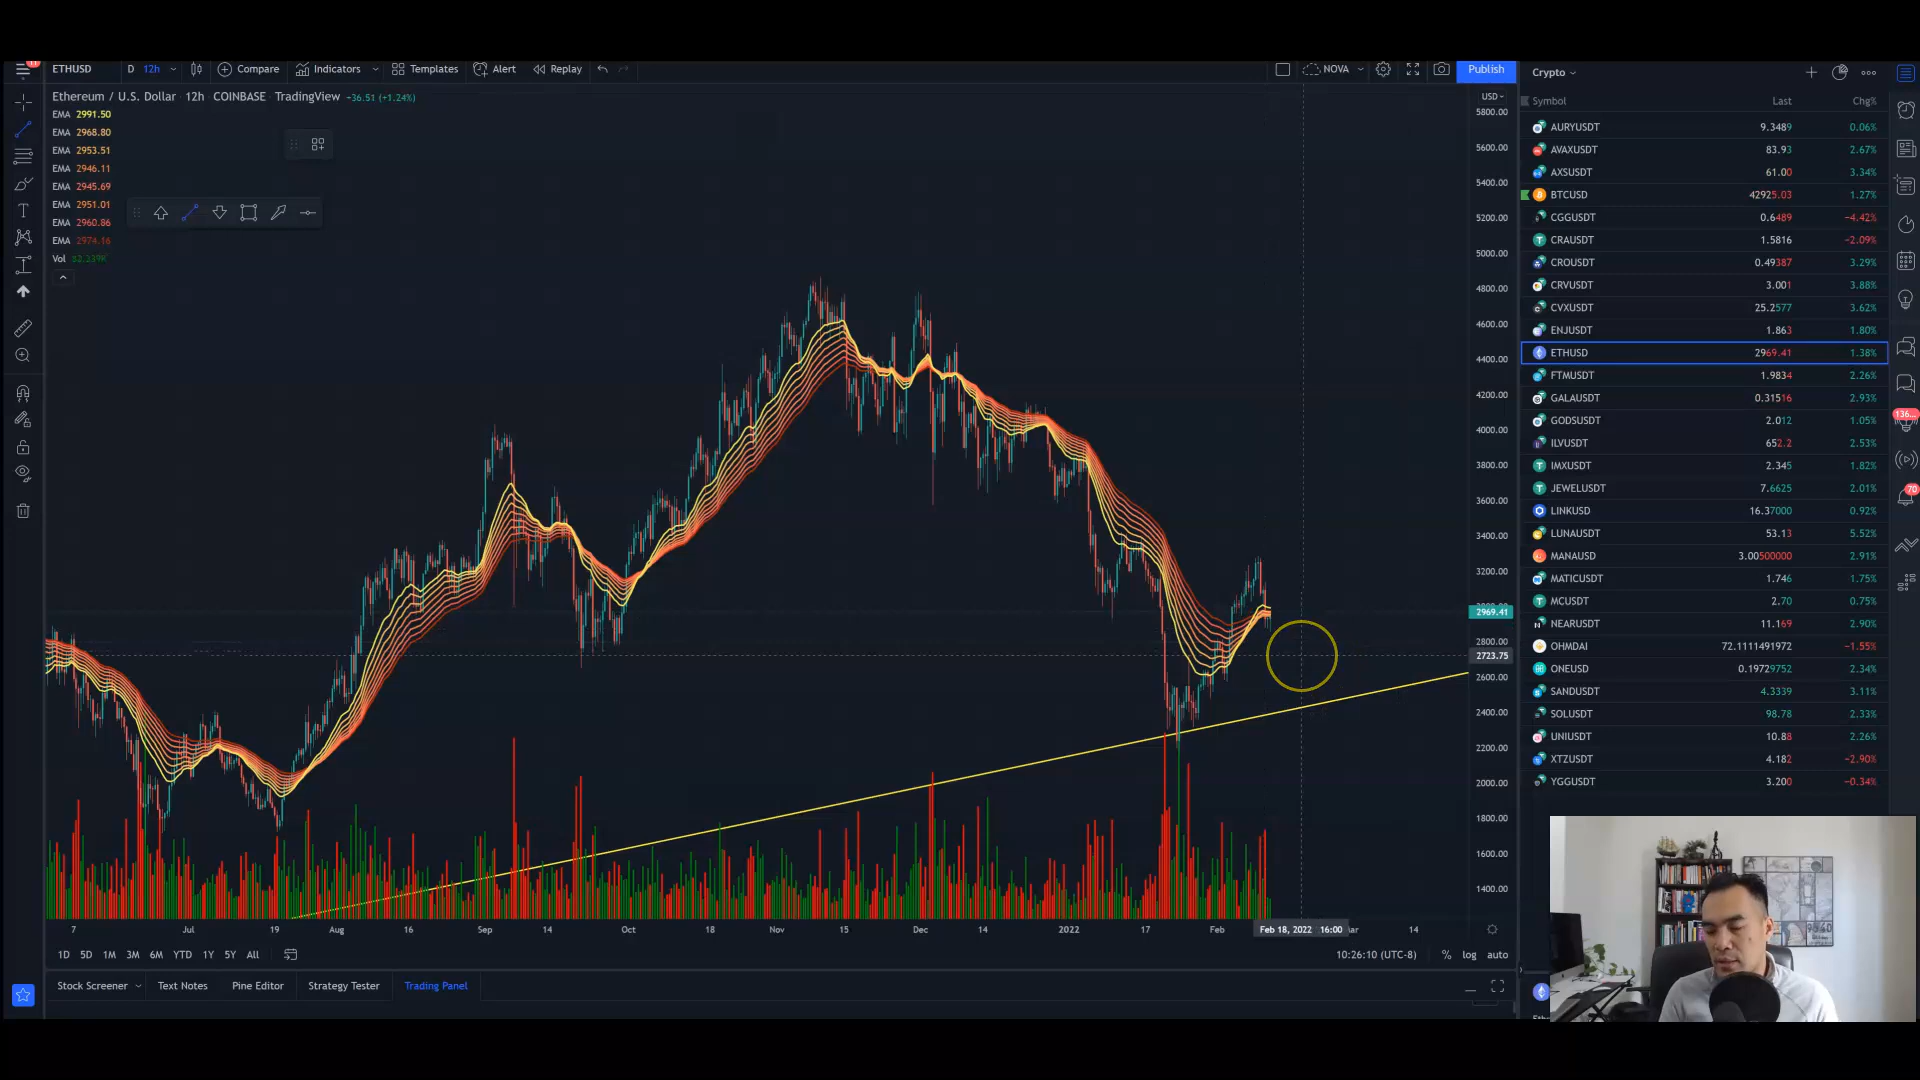 11
ETHUSD D 12h Compare Indicators Templates Alert Replay NOVA Publish
Ethereum / U.S. Dollar · 12h · COINBASE · TradingView +36.51 (+1.24%)
EMA 2991.50
EMA 2968.80
EMA 2953.51
EMA 2946.11
EMA 2945.69
EMA 2951.01
EMA 2960.86
EMA 2974.16
Vol 52.239K
USD
5800.00
5600.00
5400.00
5200.00
5000.00
4800.00
4600.00
4400.00
4200.00
4000.00
3800.00
3600.00
3400.00
3200.00
2969.41
2800.00
2723.75
2600.00
2400.00
2200.00
2000.00
1800.00
1600.00
1400.00
7 Jul 19 Aug 16 Sep 14 Oct 18 Nov 15 Dec 14 2022 17 Feb Feb 18, 2022 16:00 14
1D 5D 1M 3M 6M YTD 1Y 5Y All 10:26:10 (UTC-8) % log auto
Stock Screener Text Notes Pine Editor Strategy Tester Trading Panel
Crypto
Symbol Last Chg%
AURYUSDT 9.3489 0.06%
AVAXUSDT 83.93 2.67%
AXSUSDT 61.00 3.34%
BTCUSD 42925.03 1.27%
CGGUSDT 0.6489 −4.42%
CRAUSDT 1.5816 −2.09%
CROUSDT 0.49387 3.29%
CRVUSDT 3.001 3.88%
CVXUSDT 25.2577 3.62%
ENJUSDT 1.863 1.80%
ETHUSD 2969.41 1.38%
FTMUSDT 1.9834 2.26%
GALAUSDT 0.31516 2.93%
GODSUSDT 2.012 1.05%
ILVUSDT 652.2 2.53%
IMXUSDT 2.345 1.82%
JEWELUSDT 7.6625 2.01%
LINKUSD 16.37000 0.92%
LUNAUSDT 53.13 5.52%
MANAUSD 3.00500000 2.91%
MATICUSDT 1.746 1.75%
MCUSDT 2.70 0.75%
NEARUSDT 11.169 2.90%
OHMDAI 72.1111491972 −1.55%
ONEUSD 0.19729752 2.34%
SANDUSDT 4.3339 3.11%
SOLUSDT 98.78 2.33%
UNIUSDT 10.88 2.26%
XTZUSDT 4.182 −2.90%
YGGUSDT 3.200 −0.34%
136...
70